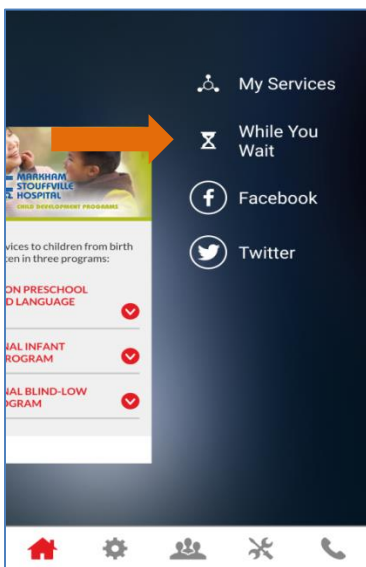 My Services
While You
Wait
Facebook
Twitter
MARKHAM
STOUFFVILLE
HOSPITAL
CHILD DEVELOPMENT PROGRAMS
vices to children from birth
en in three programs:
ON PRESCHOOL
D LANGUAGE
NAL INFANT
ROGRAM
NAL BLIND-LOW
OGRAM